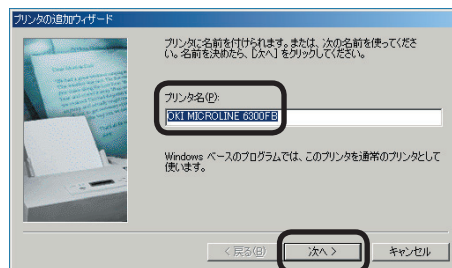 プリンタの追加ウィザード
プリンタに名前を付けられます。または、次の名前を使ってくださ
い。名前を決めたら、[次へ] をクリックしてください。
プリンタ名(P):
OKI MICROLINE 6300FB
Windows ベースのプログラムでは、このプリンタを通常のプリンタとして
使います。
< 戻る(B)
次へ >
キャンセル